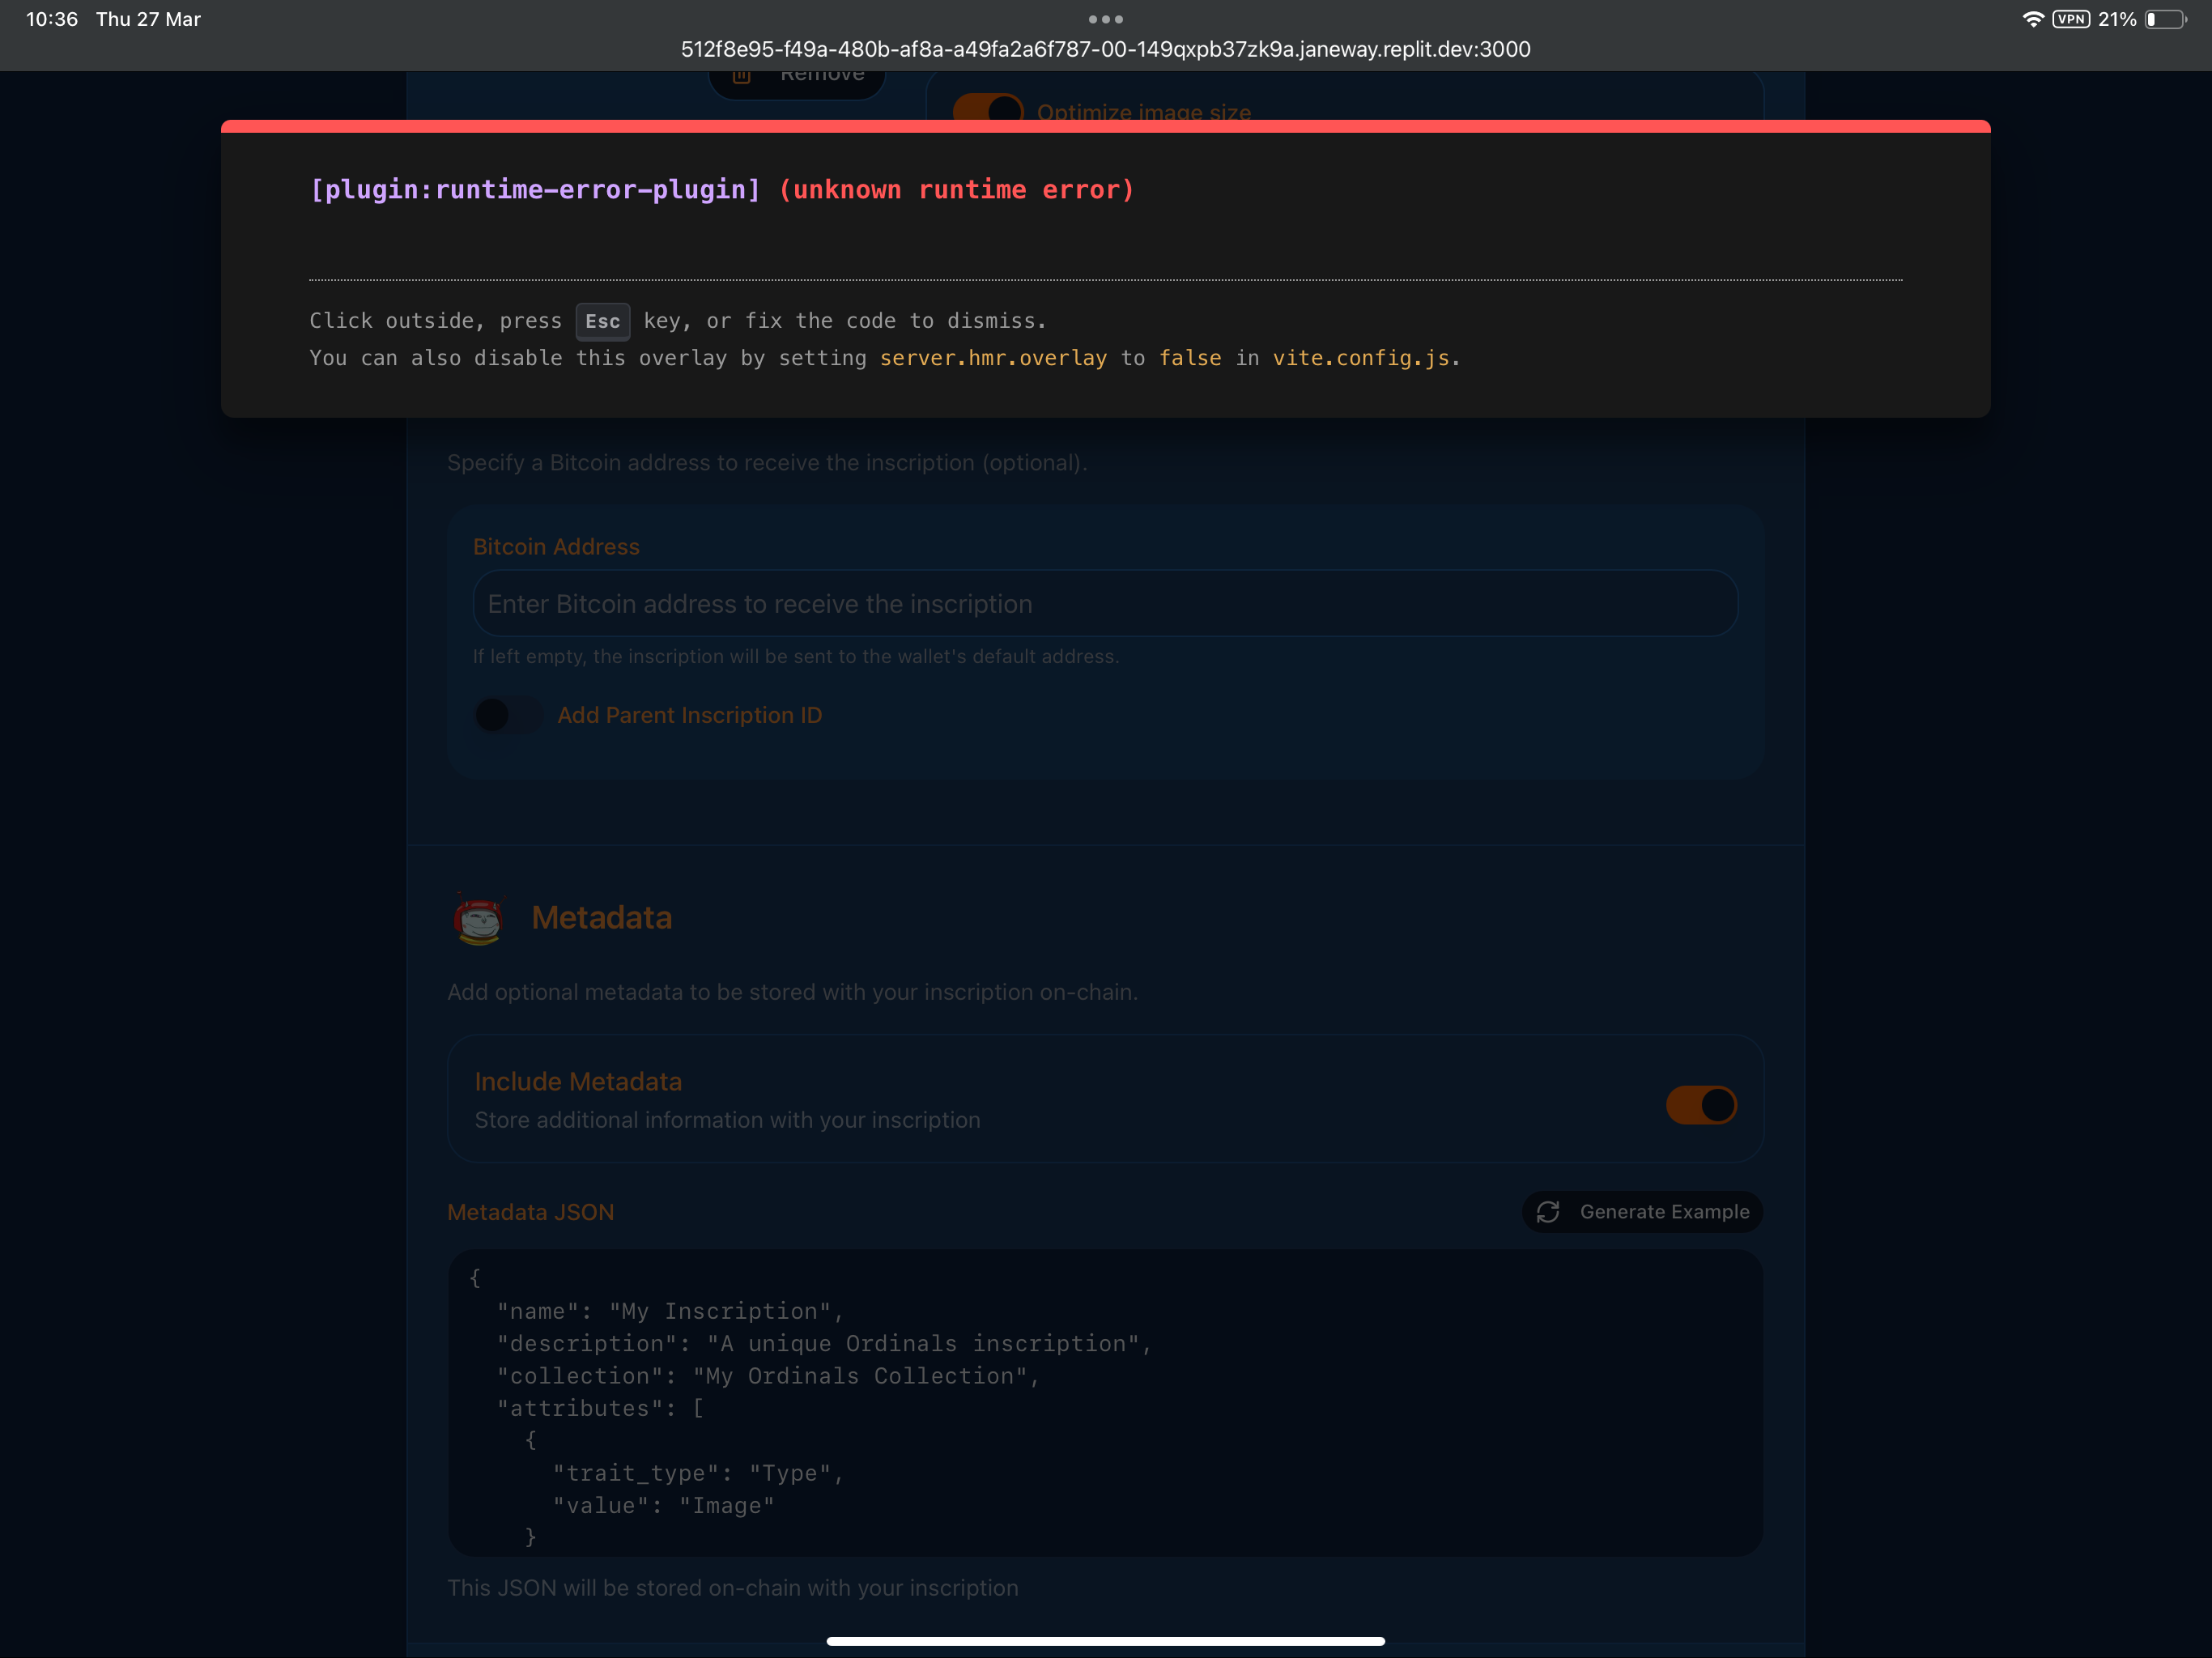 10:36 Thu 27 Mar
VPN 21%
512f8e95-f49a-480b-af8a-a49fa2a6f787-00-149qxpb37zk9a.janeway.replit.dev:3000
Remove
Optimize image size
[plugin:runtime-error-plugin] (unknown runtime error)
Click outside, press Esc key, or fix the code to dismiss.
You can also disable this overlay by setting server.hmr.overlay to false in vite.config.js.
Specify a Bitcoin address to receive the inscription (optional).
Bitcoin Address
Enter Bitcoin address to receive the inscription
If left empty, the inscription will be sent to the wallet's default address.
Add Parent Inscription ID
Metadata
Add optional metadata to be stored with your inscription on-chain.
Include Metadata
Store additional information with your inscription
Metadata JSON
Generate Example
{
"name": "My Inscription",
"description": "A unique Ordinals inscription",
"collection": "My Ordinals Collection",
"attributes": [
{
"trait_type": "Type",
"value": "Image"
}
This JSON will be stored on-chain with your inscription